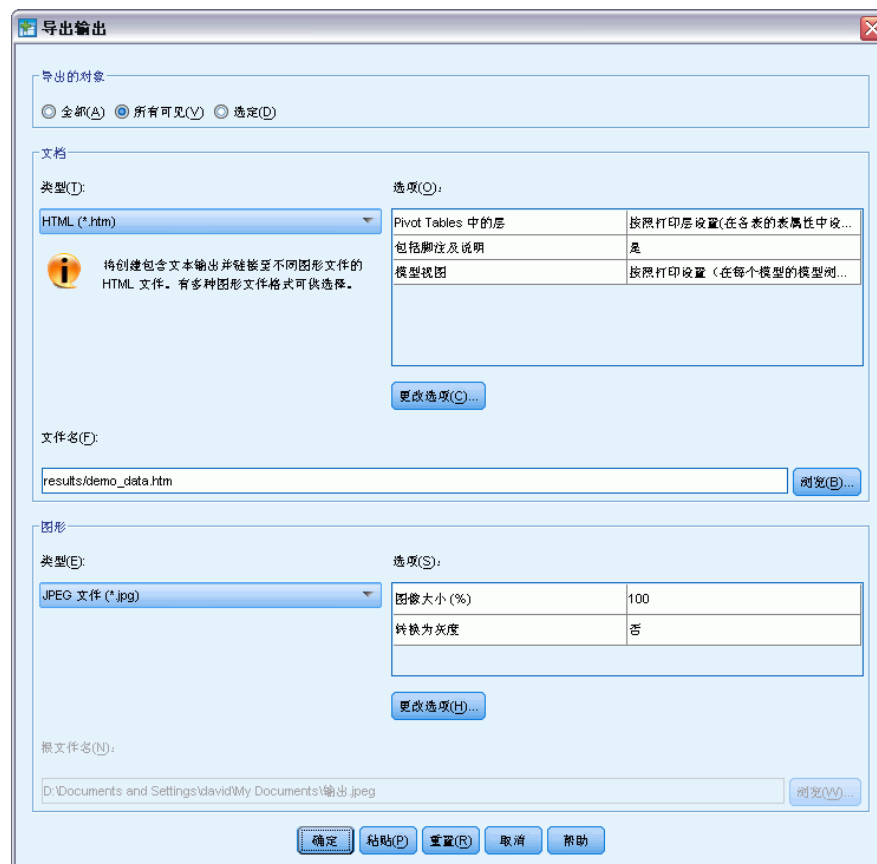 导出输出
导出的对象
全部(A) 所有可见(V) 选定(D)
文档
类型(T):
选项(O):
HTML (*.htm)
Pivot Tables 中的层 按照打印层设置(在各表的表属性中设...
包括脚注及说明 是
模型视图 按照打印设置（在每个模型的模型浏...
将创建包含文本输出并链接至不同图形文件的
HTML 文件。有多种图形文件格式可供选择。
更改选项(C)...
文件名(F):
results/demo_data.htm
浏览(B)...
图形
类型(E):
选项(S):
JPEG 文件 (*.jpg)
图像大小 (%) 100
转换为灰度 否
更改选项(H)...
根文件名(N):
D:\Documents and Settings\david\My Documents\输出.jpeg
浏览(W)...
确定 粘贴(P) 重置(R) 取消 帮助